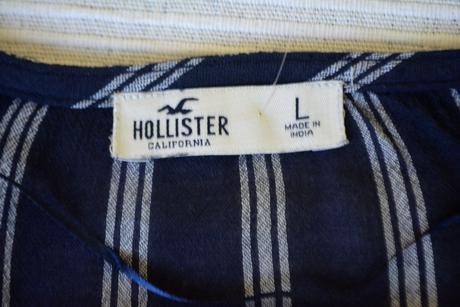 HOLLISTER
CALIFORNIA
L
MADE IN
INDIA